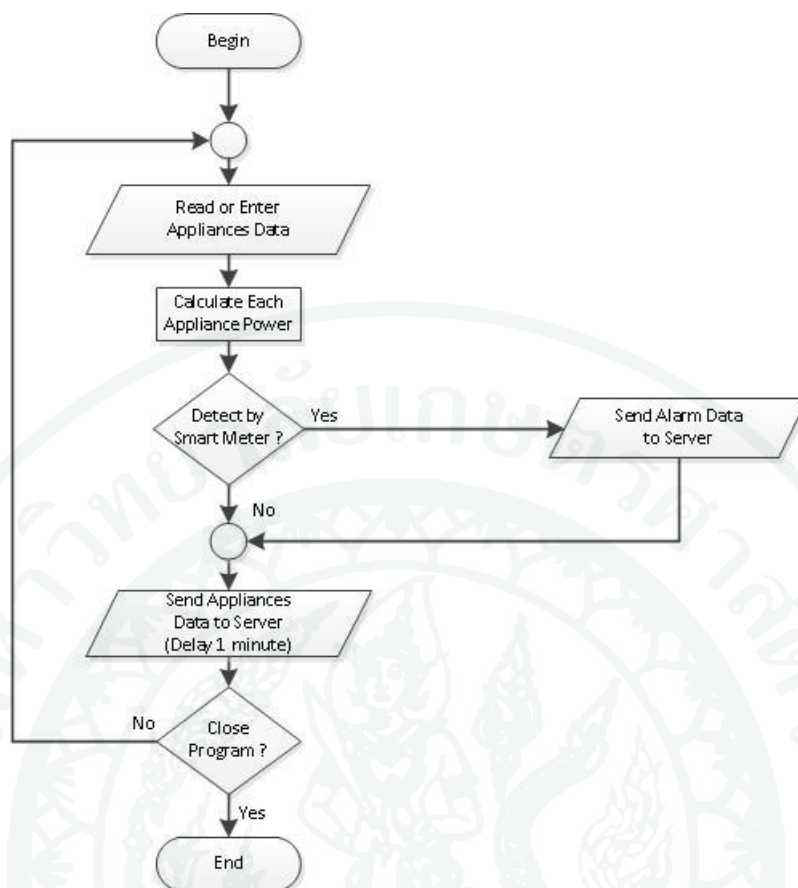 Begin
Read or Enter
Appliances Data
Calculate Each
Appliance Power
Detect by
Smart Meter ?
Yes
Send Alarm Data
to Server
No
Send Appliances
Data to Server
(Delay 1 minute)
No
Close
Program ?
Yes
End